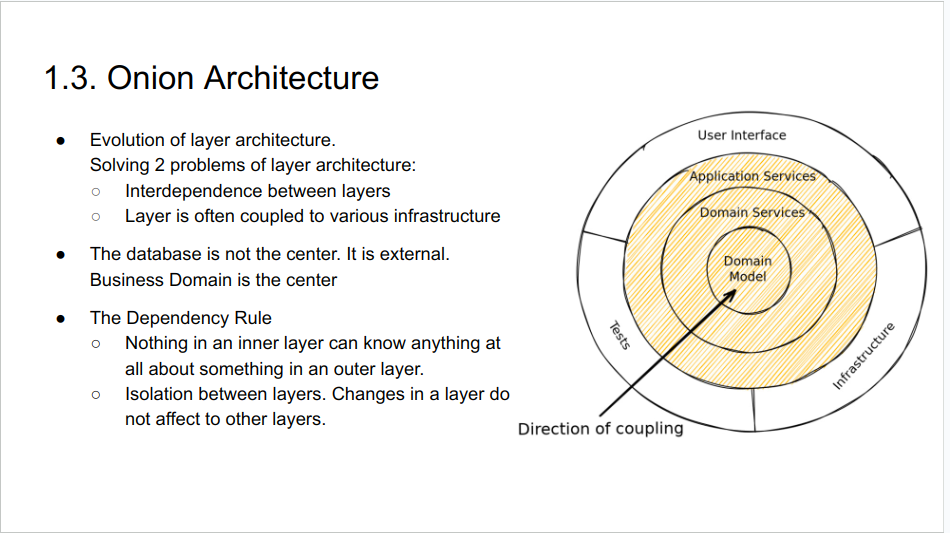 1.3. Onion Architecture
● Evolution of layer architecture.
Solving 2 problems of layer architecture:
○ Interdependence between layers
○ Layer is often coupled to various infrastructure
● The database is not the center. It is external.
Business Domain is the center
● The Dependency Rule
○ Nothing in an inner layer can know anything at
all about something in an outer layer.
○ Isolation between layers. Changes in a layer do
not affect to other layers.
User Interface
Application Services
Domain Services
Domain
Model
Tests
Infrastructure
Direction of coupling